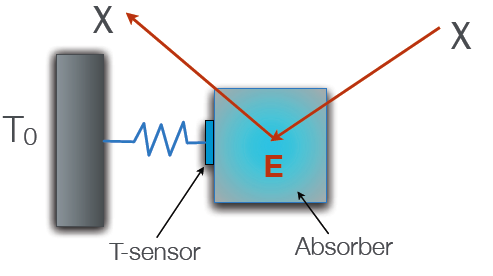 X
X
T₀
E
T-sensor
Absorber